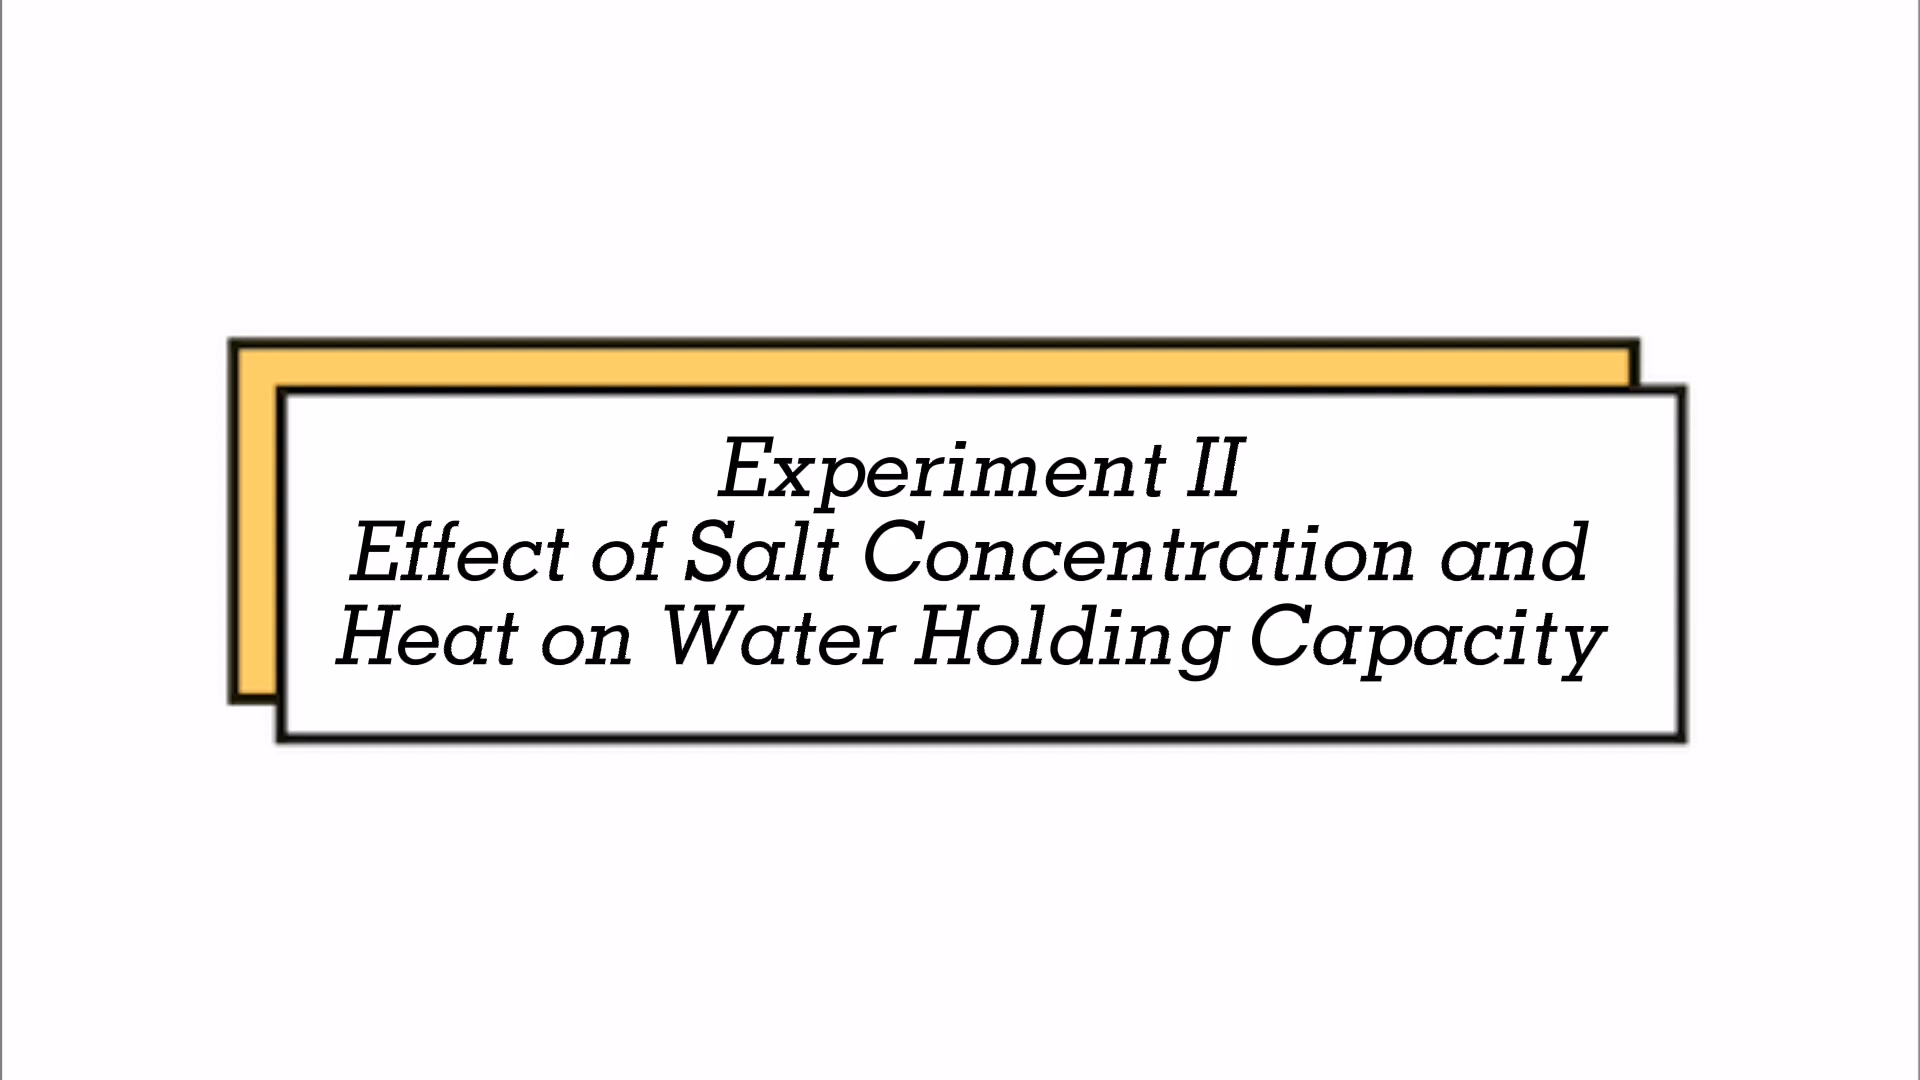 Experiment II
Effect of Salt Concentration and
Heat on Water Holding Capacity